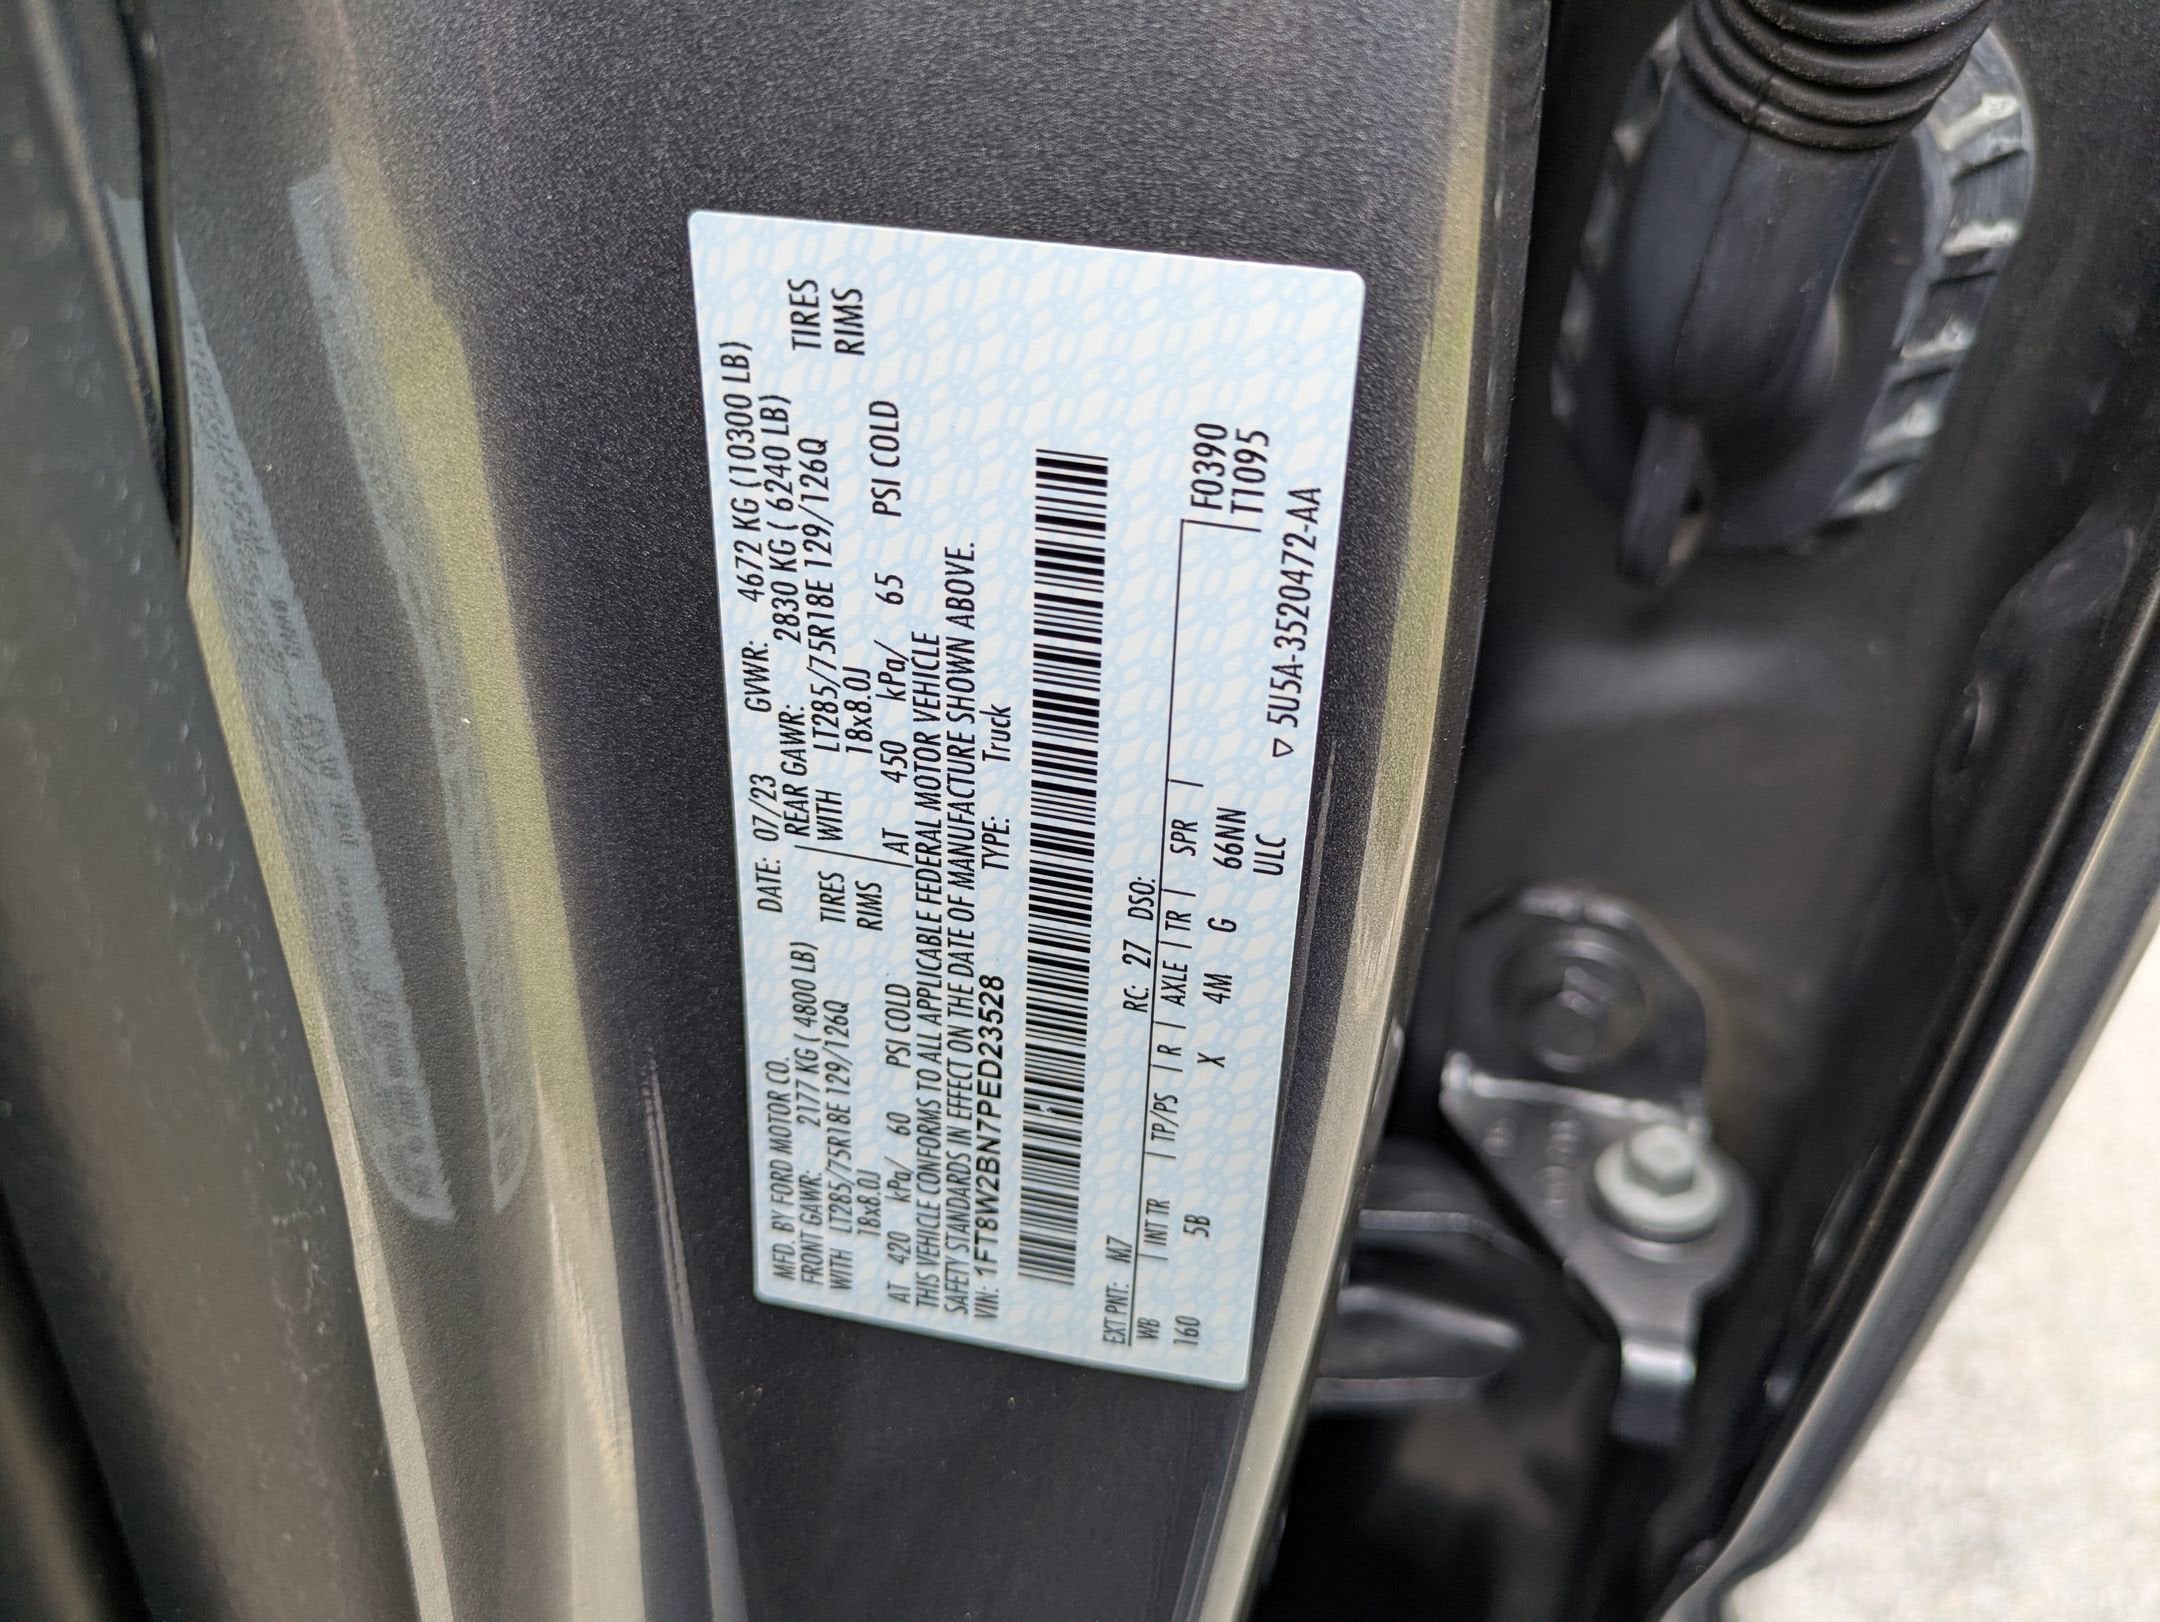 MFD. BY FORD MOTOR CO. DATE: 07/23 GVWR: 4672 KG (10300 LB)
FRONT GAWR: 2177 KG ( 4800 LB) REAR GAWR: 2830 KG ( 6240 LB)
WITH LT285/75R18E 129/126Q TIRES WITH LT285/75R18E 129/126Q TIRES
18x8.0J RIMS 18x8.0J RIMS
AT 420 kPa/ 60 PSI COLD AT 450 kPa/ 65 PSI COLD
THIS VEHICLE CONFORMS TO ALL APPLICABLE FEDERAL MOTOR VEHICLE
SAFETY STANDARDS IN EFFECT ON THE DATE OF MANUFACTURE SHOWN ABOVE.
VIN: 1FT8W2BN7PED23528 TYPE: Truck
EXT PNT: M7 RC: 27 DSO:
WB | INT TR | TP/PS | R | AXLE | TR | SPR | F0390
160 5B X 4M G 66NN T1095
ULC ▽ 5U5A-3520472-AA